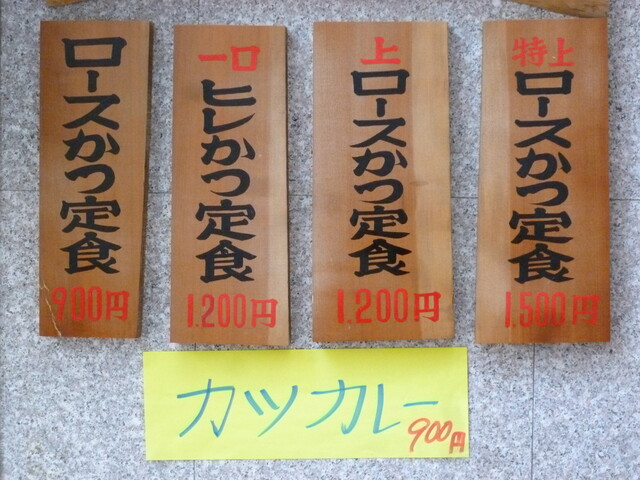 ロースかつ定食
900円
一口
ヒレかつ定食
1.200円
上
ロースかつ定食
1.200円
特上
ロースかつ定食
1.500円
カツカレー
900円